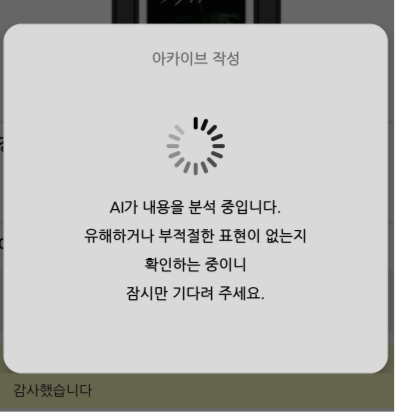 아카이브 작성
AI가 내용을 분석 중입니다.
유해하거나 부적절한 표현이 없는지
확인하는 중이니
잠시만 기다려 주세요.
감사했습니다